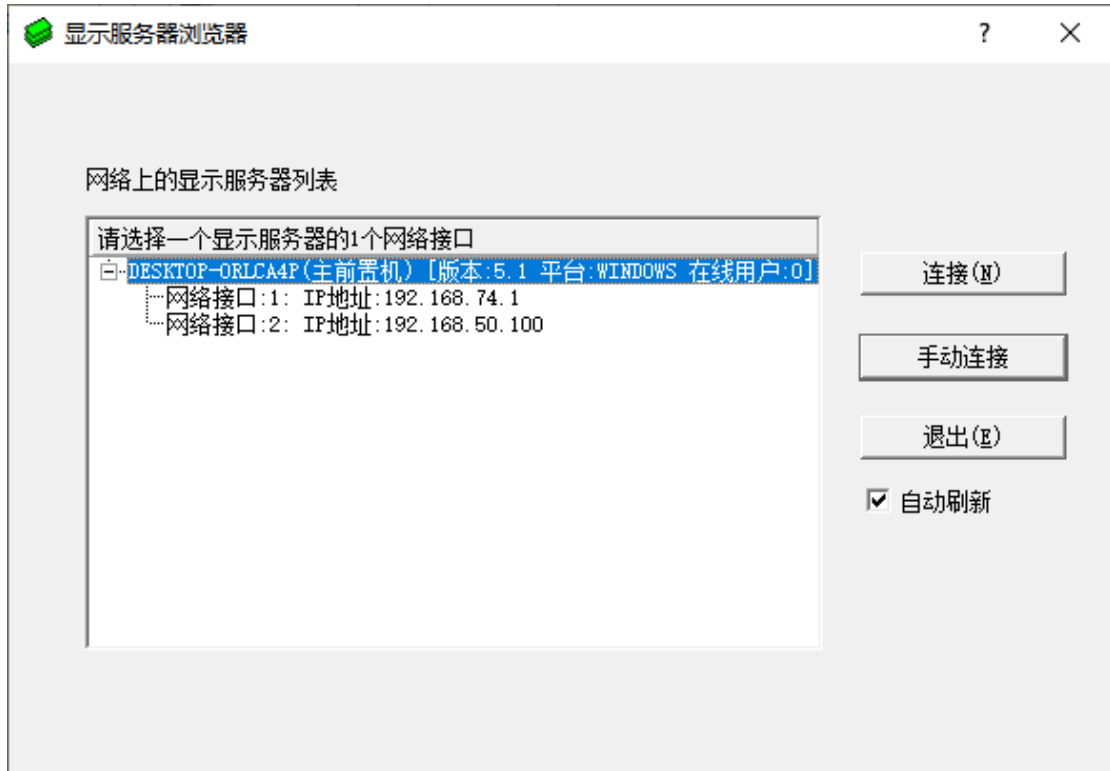 显示服务器浏览器
网络上的显示服务器列表
请选择一个显示服务器的1个网络接口
DESKTOP-ORLCA4P(主前置机) [版本:5.1 平台:WINDOWS 在线用户:0]
网络接口:1: IP地址:192.168.74.1
网络接口:2: IP地址:192.168.50.100
连接(N)
手动连接
退出(E)
自动刷新